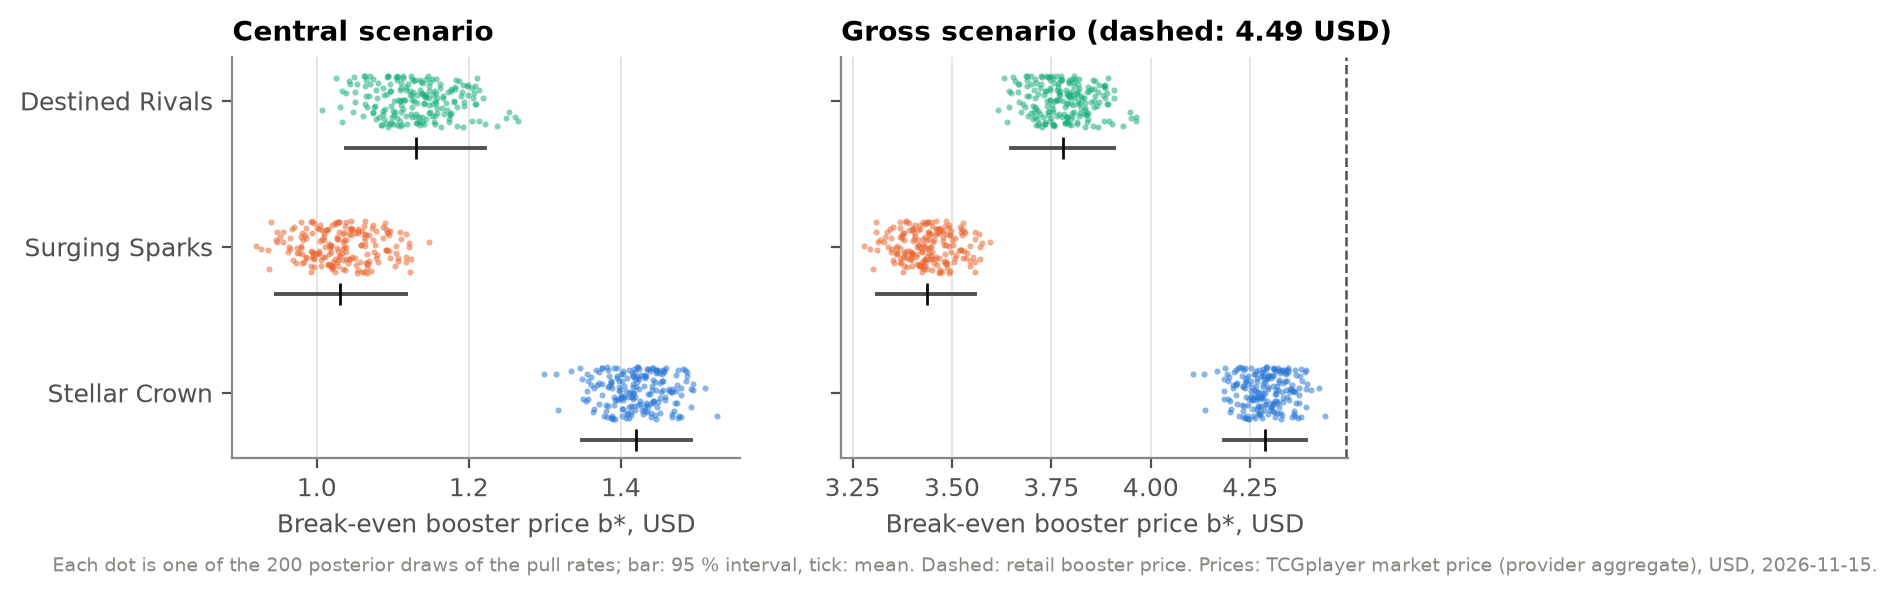 Central scenario
Gross scenario (dashed: 4.49 USD)
Destined Rivals
Surging Sparks
Stellar Crown
1.0 1.2 1.4
3.25 3.50 3.75 4.00 4.25
Break-even booster price b*, USD
Break-even booster price b*, USD
Each dot is one of the 200 posterior draws of the pull rates; bar: 95 % interval, tick: mean. Dashed: retail booster price. Prices: TCGplayer market price (provider aggregate), USD, 2026-11-15.